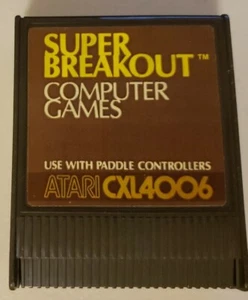 SUPER
BREAKOUT™
COMPUTER
GAMES
USE WITH PADDLE CONTROLLERS
ATARI CXL4006